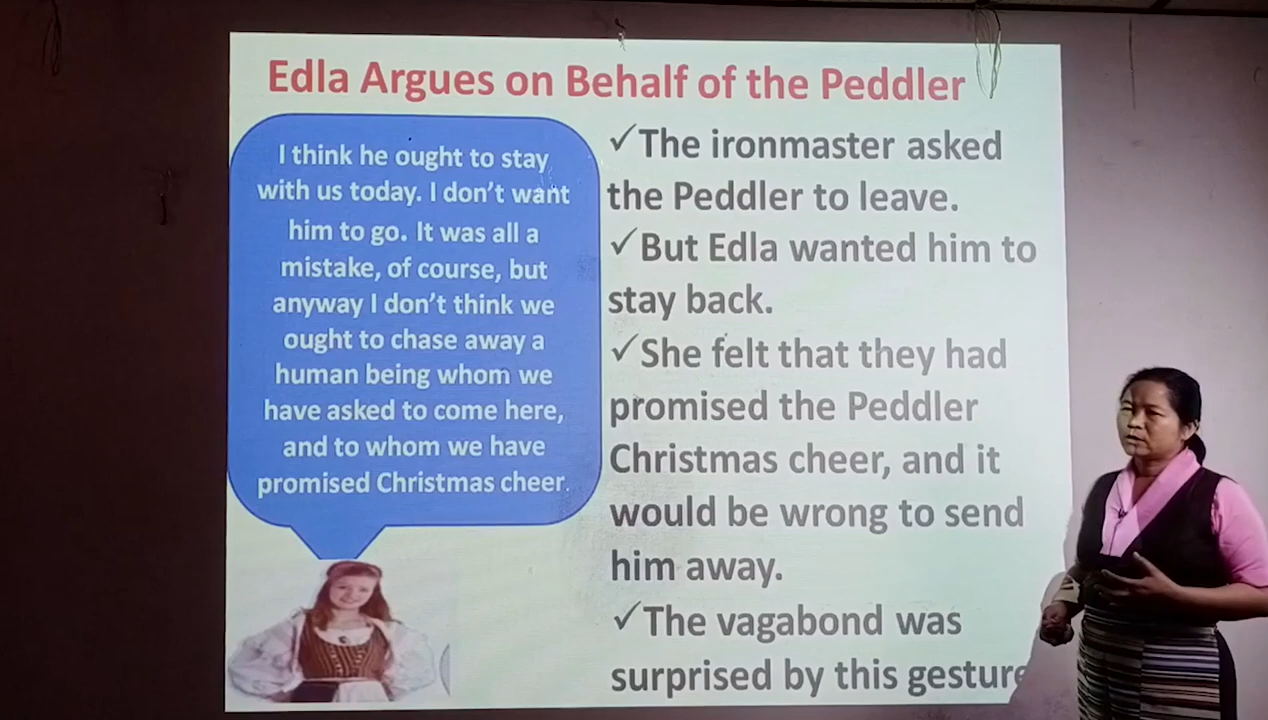 Edla Argues on Behalf of the Peddler
I think he ought to stay
with us today. I don't want
him to go. It was all a
mistake, of course, but
anyway I don't think we
ought to chase away a
human being whom we
have asked to come here,
and to whom we have
promised Christmas cheer.
✓The ironmaster asked
the Peddler to leave.
✓But Edla wanted him to
stay back.
✓She felt that they had
promised the Peddler
Christmas cheer, and it
would be wrong to send
him away.
✓The vagabond was
surprised by this gesture